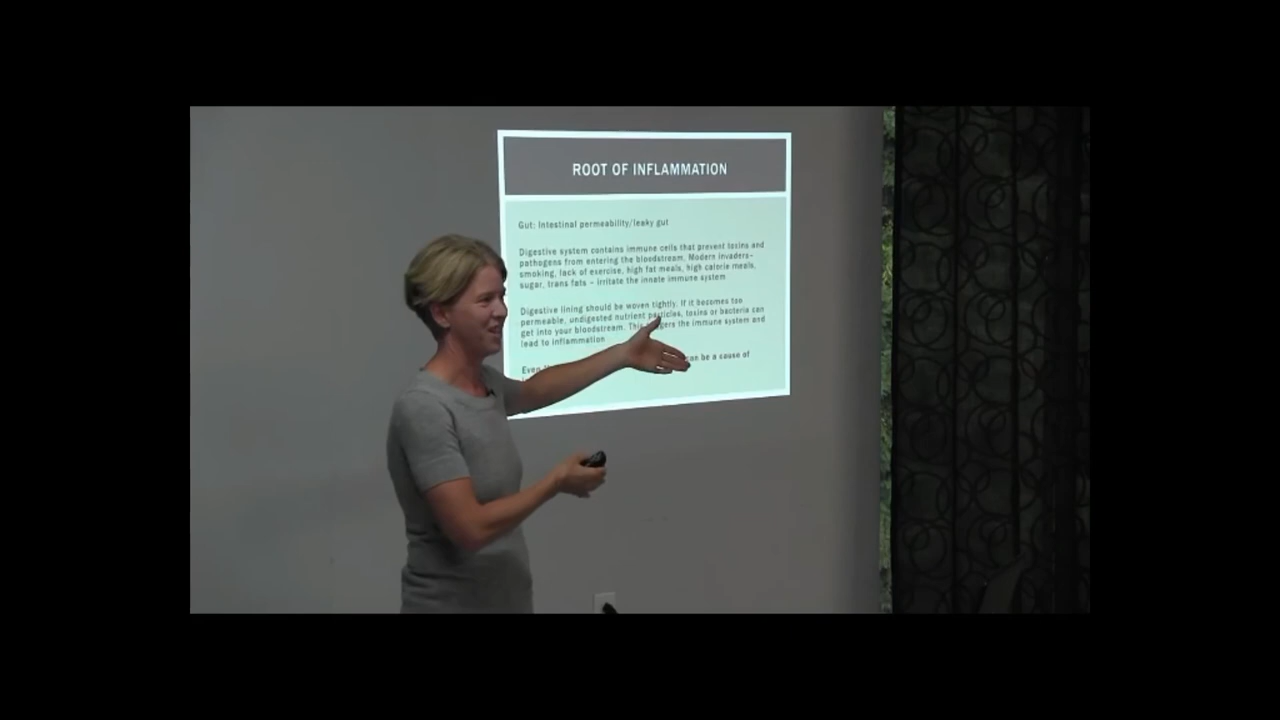 ROOT OF INFLAMMATION
Gut: Intestinal permeability/leaky gut
Digestive system contains immune cells that prevent toxins and
pathogens from entering the bloodstream. Modern invaders–
smoking, lack of exercise, high fat meals, high calorie meals,
sugar, trans fats – irritate the innate immune system
Digestive lining should be woven tightly. If it becomes too
permeable, undigested nutrient particles, toxins or bacteria can
get into your bloodstream. This triggers the immune system and
lead to inflammation
Even can be a cause of